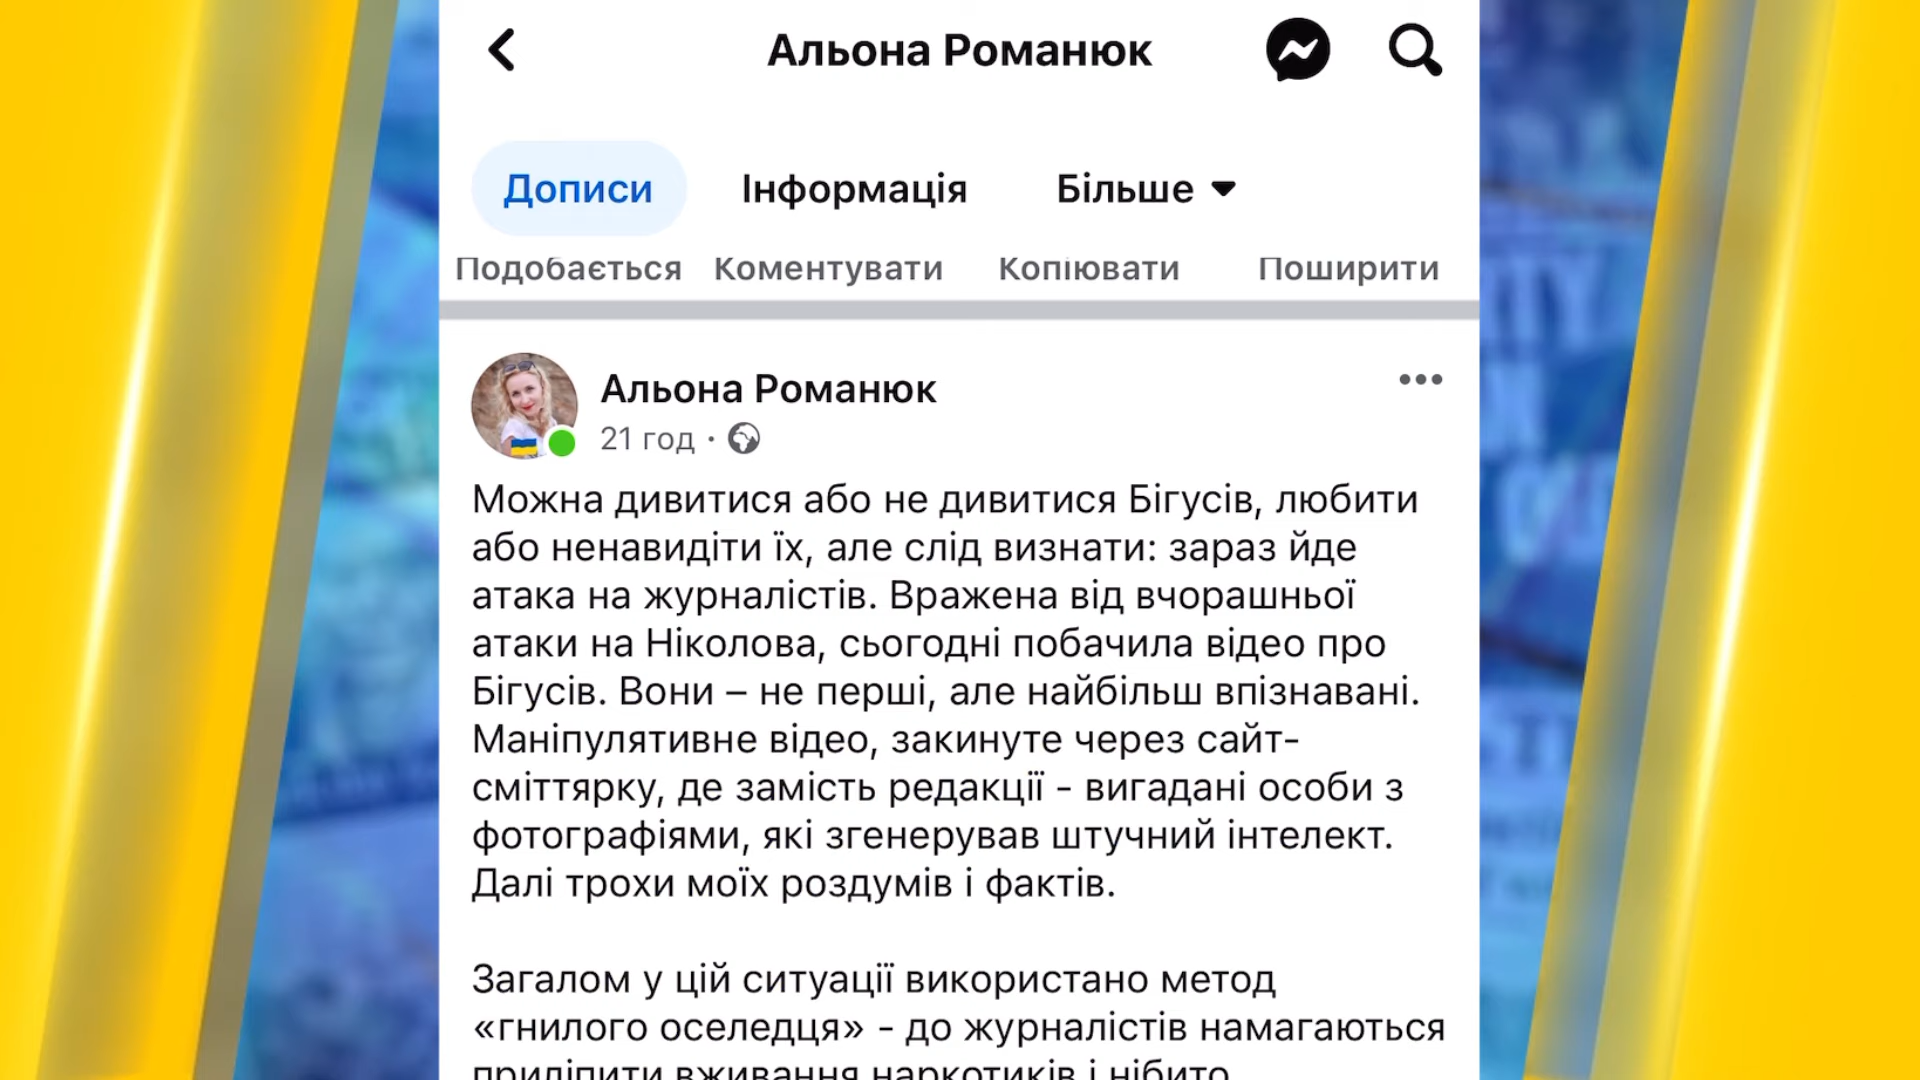 Альона Романюк
Дописи Інформація Більше
Подобається Коментувати Копіювати Поширити
Альона Романюк
21 год ·
Можна дивитися або не дивитися Бігусів, любити
або ненавидіти їх, але слід визнати: зараз йде
атака на журналістів. Вражена від вчорашньої
атаки на Ніколова, сьогодні побачила відео про
Бігусів. Вони – не перші, але найбільш впізнавані.
Маніпулятивне відео, закинуте через сайт-
сміттярку, де замість редакції - вигадані особи з
фотографіями, які згенерував штучний інтелект.
Далі трохи моїх роздумів і фактів.
Загалом у цій ситуації використано метод
«гнилого оселедця» - до журналістів намагаються
приліпити вживання наркотиків і нібито